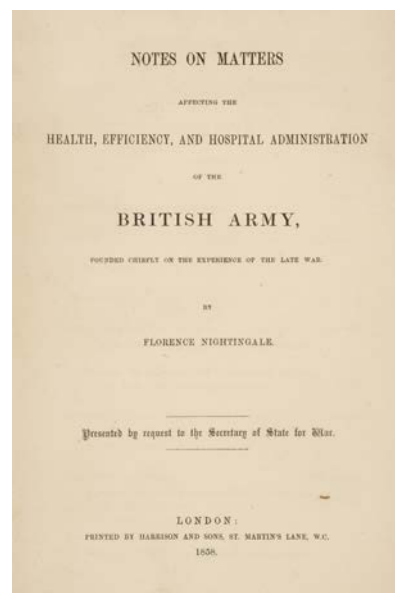 NOTES ON MATTERS
AFFECTING THE
HEALTH, EFFICIENCY, AND HOSPITAL ADMINISTRATION
OF THE
BRITISH ARMY,
FOUNDED CHIEFLY ON THE EXPERIENCE OF THE LATE WAR.
BY
FLORENCE NIGHTINGALE.
Presented by request to the Secretary of State for War.
LONDON:
PRINTED BY HARRISON AND SONS, ST. MARTIN'S LANE, W.C.
1858.